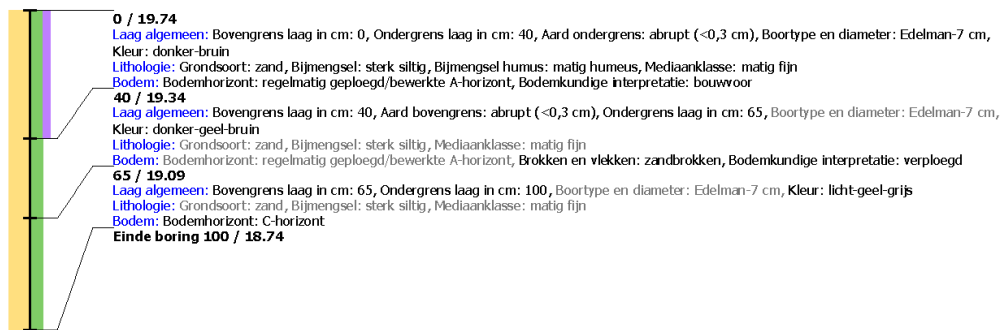 0 / 19.74
Laag algemeen: Bovengrens laag in cm: 0, Ondergrens laag in cm: 40, Aard ondergrens: abrupt (<0,3 cm), Boortype en diameter: Edelman-7 cm,
Kleur: donker-bruin
Lithologie: Grondsoort: zand, Bijmengsel: sterk siltig, Bijmengsel humus: matig humeus, Mediaanklasse: matig fijn
Bodem: Bodemhorizont: regelmatig geploegd/bewerkte A-horizont, Bodemkundige interpretatie: bouwvoor
40 / 19.34
Laag algemeen: Bovengrens laag in cm: 40, Aard bovengrens: abrupt (<0,3 cm), Ondergrens laag in cm: 65, Boortype en diameter: Edelman-7 cm,
Kleur: donker-geel-bruin
Lithologie: Grondsoort: zand, Bijmengsel: sterk siltig, Mediaanklasse: matig fijn
Bodem: Bodemhorizont: regelmatig geploegd/bewerkte A-horizont, Brokken en vlekken: zandbrokken, Bodemkundige interpretatie: verploegd
65 / 19.09
Laag algemeen: Bovengrens laag in cm: 65, Ondergrens laag in cm: 100, Boortype en diameter: Edelman-7 cm, Kleur: licht-geel-grijs
Lithologie: Grondsoort: zand, Bijmengsel: sterk siltig, Mediaanklasse: matig fijn
Bodem: Bodemhorizont: C-horizont
Einde boring 100 / 18.74